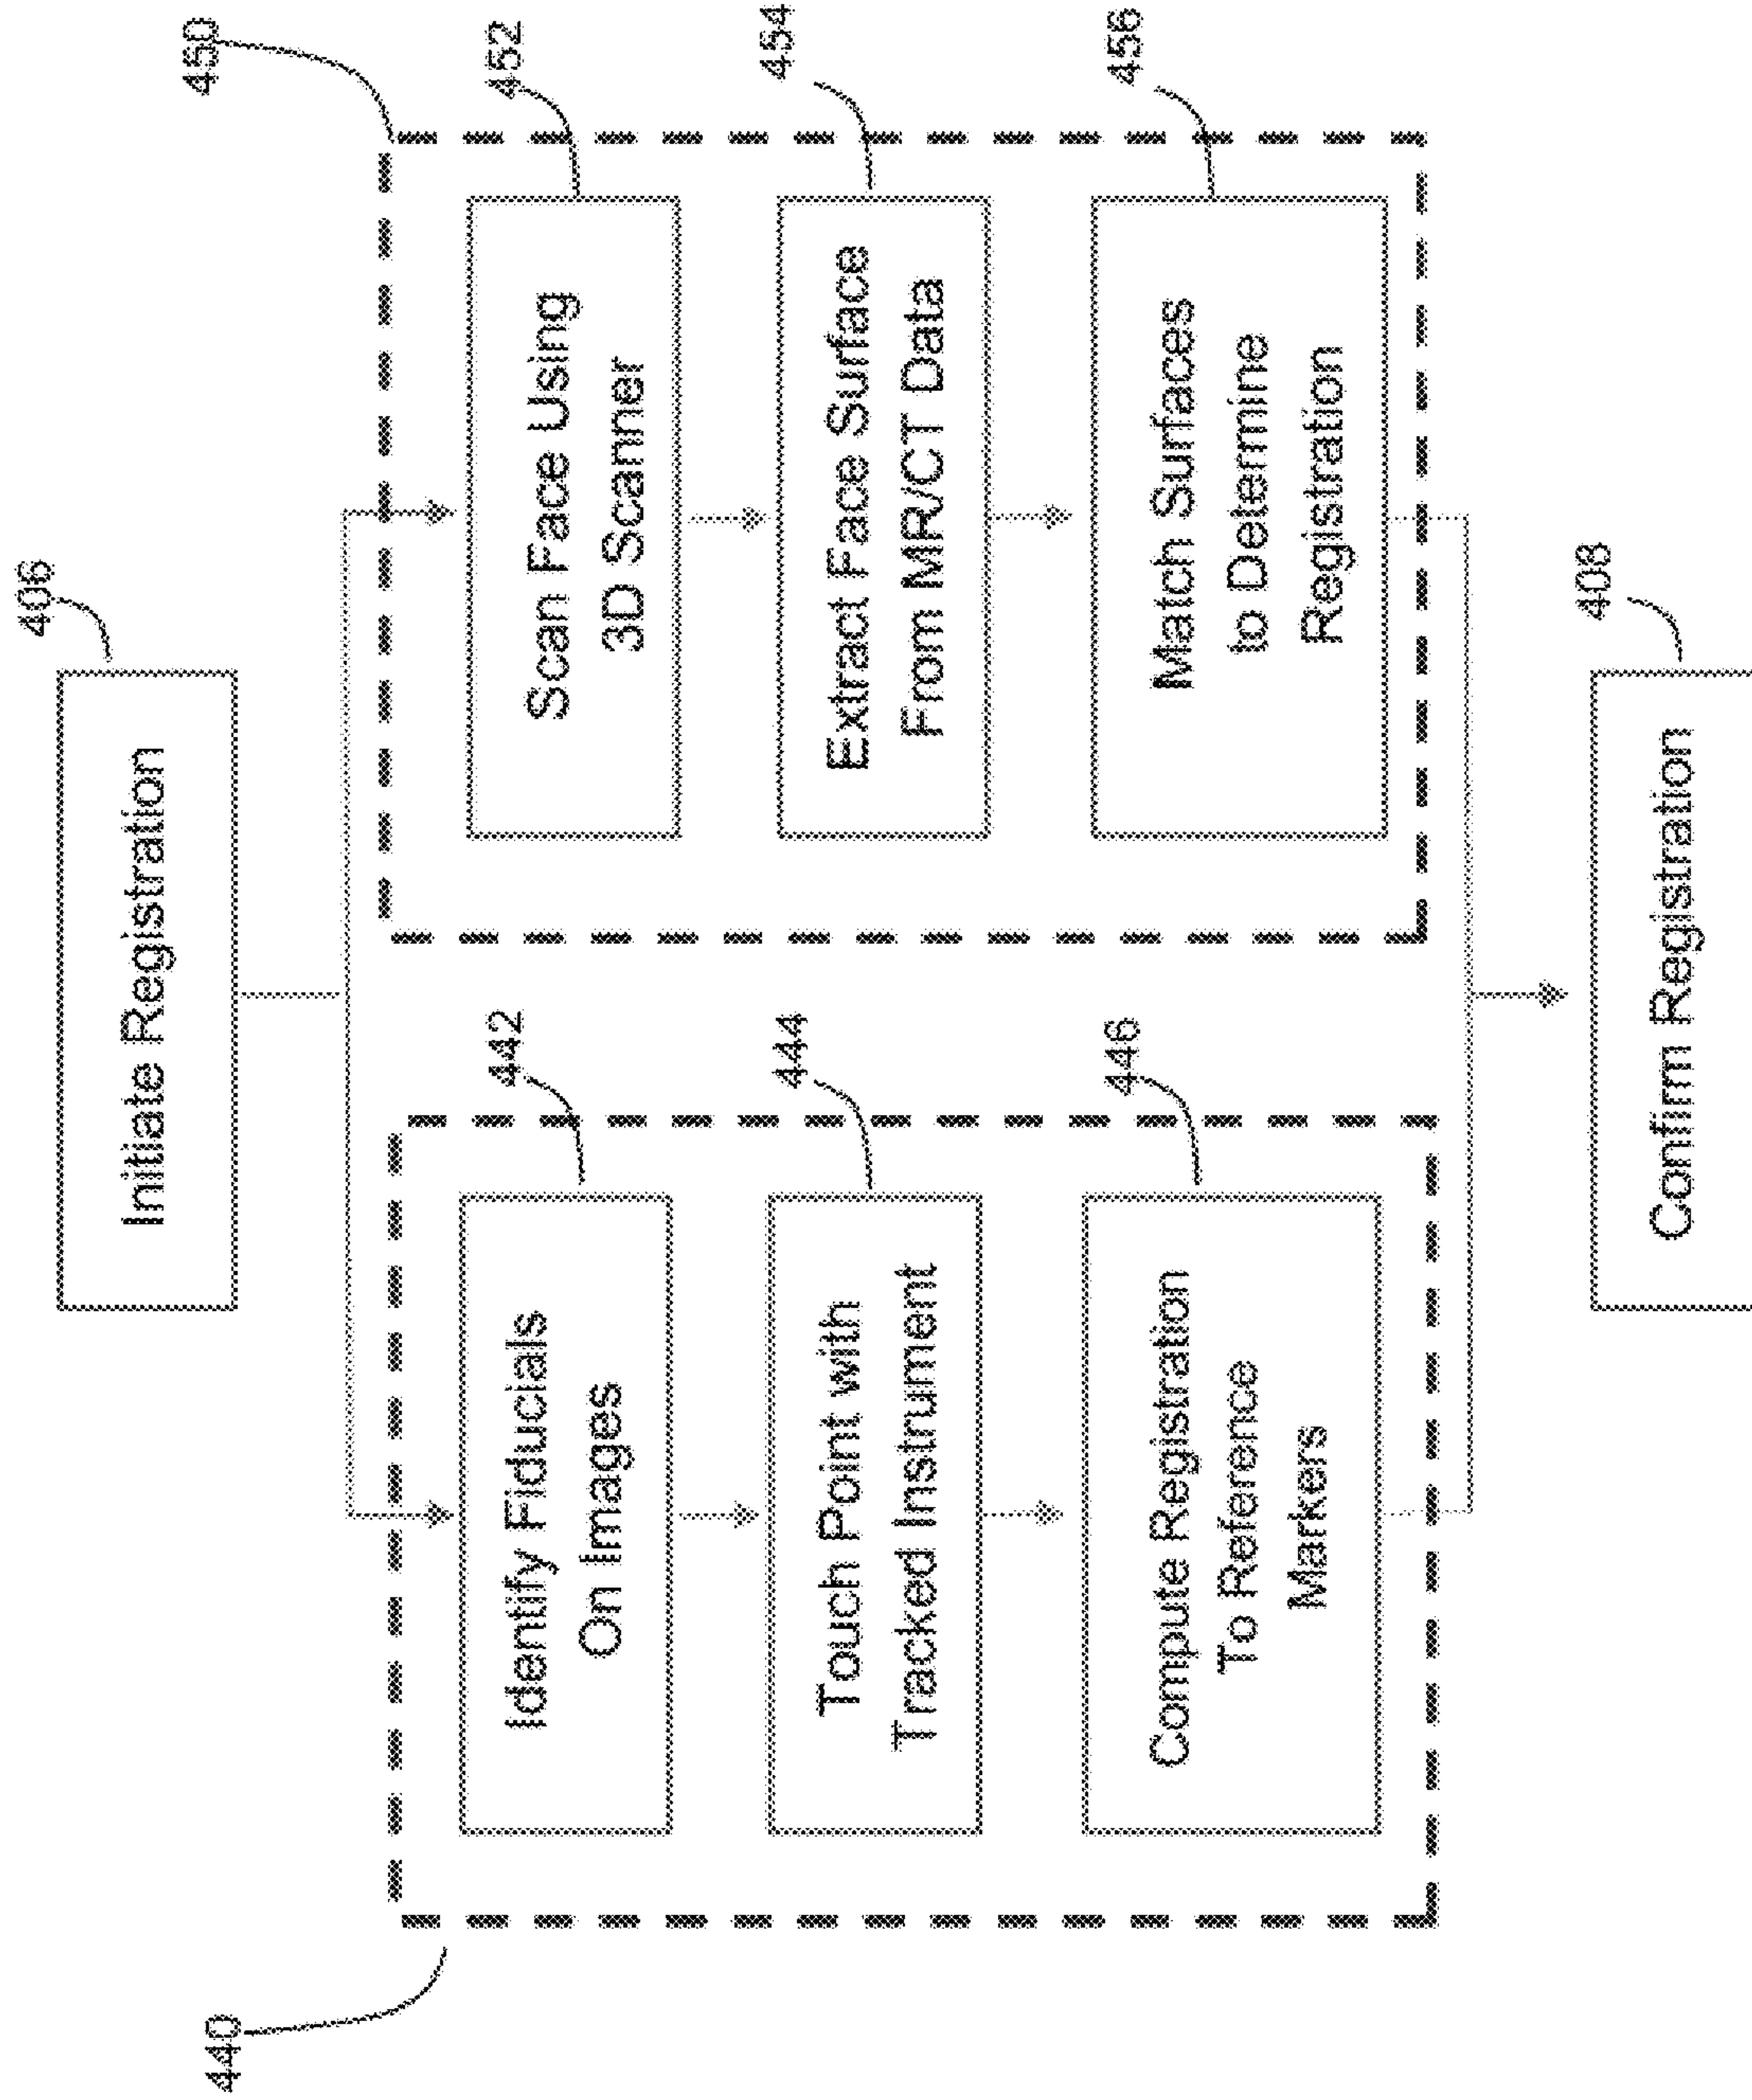 406
Initiate Registration
440
442
Identify Fiducials
On Images
444
Touch Point with
Tracked Instrument
446
Compute Registration
To Reference
Markers
450
452
Scan Face Using
3D Scanner
454
Extract Face Surface
From MR/CT Data
456
Match Surfaces
to Determine
Registration
408
Confirm Registration